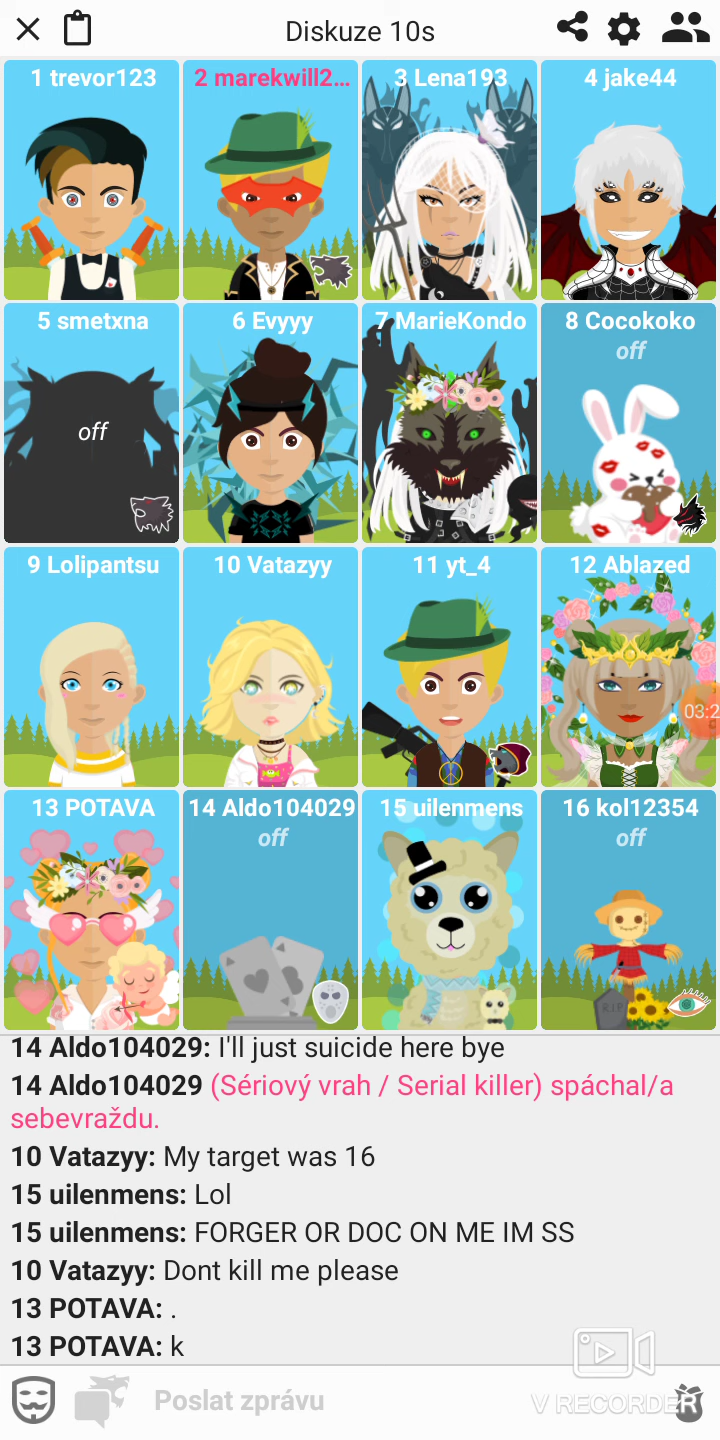 Diskuze 10s
1 trevor123
2 marekwill2...
3 Lena193
4 jake44
5 smetxna
off
6 Evyyy
7 MarieKondo
8 Cocokoko
off
9 Lolipantsu
10 Vatazyy
11 yt_4
12 Ablazed
03:2
13 POTAVA
14 Aldo104029
off
15 uilenmens
16 kol12354
off
RIP
14 Aldo104029: I'll just suicide here bye
14 Aldo104029 (Sériový vrah / Serial killer) spáchal/a
sebevraždu.
10 Vatazyy: My target was 16
15 uilenmens: Lol
15 uilenmens: FORGER OR DOC ON ME IM SS
10 Vatazyy: Dont kill me please
13 POTAVA: .
13 POTAVA: k
Poslat zprávu
V RECORDER